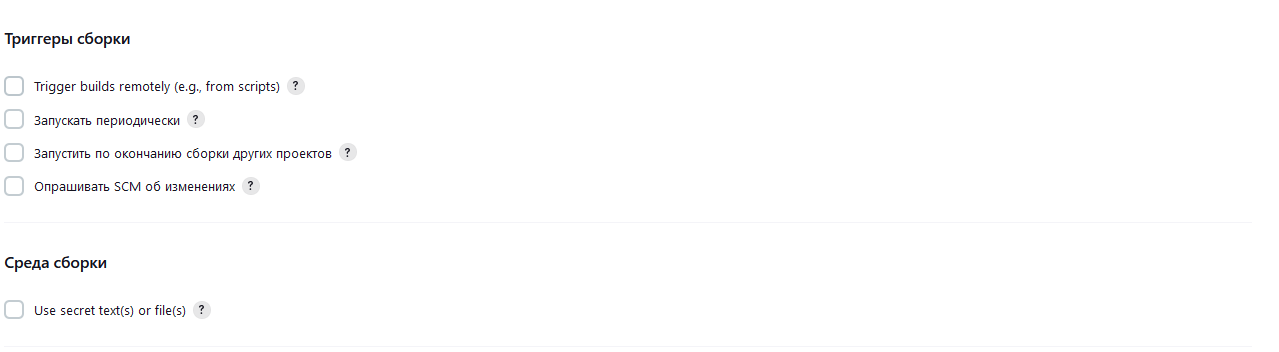 Триггеры сборки
Trigger builds remotely (e.g., from scripts) ?
Запускать периодически ?
Запустить по окончанию сборки других проектов ?
Опрашивать SCM об изменениях ?
Среда сборки
Use secret text(s) or file(s) ?